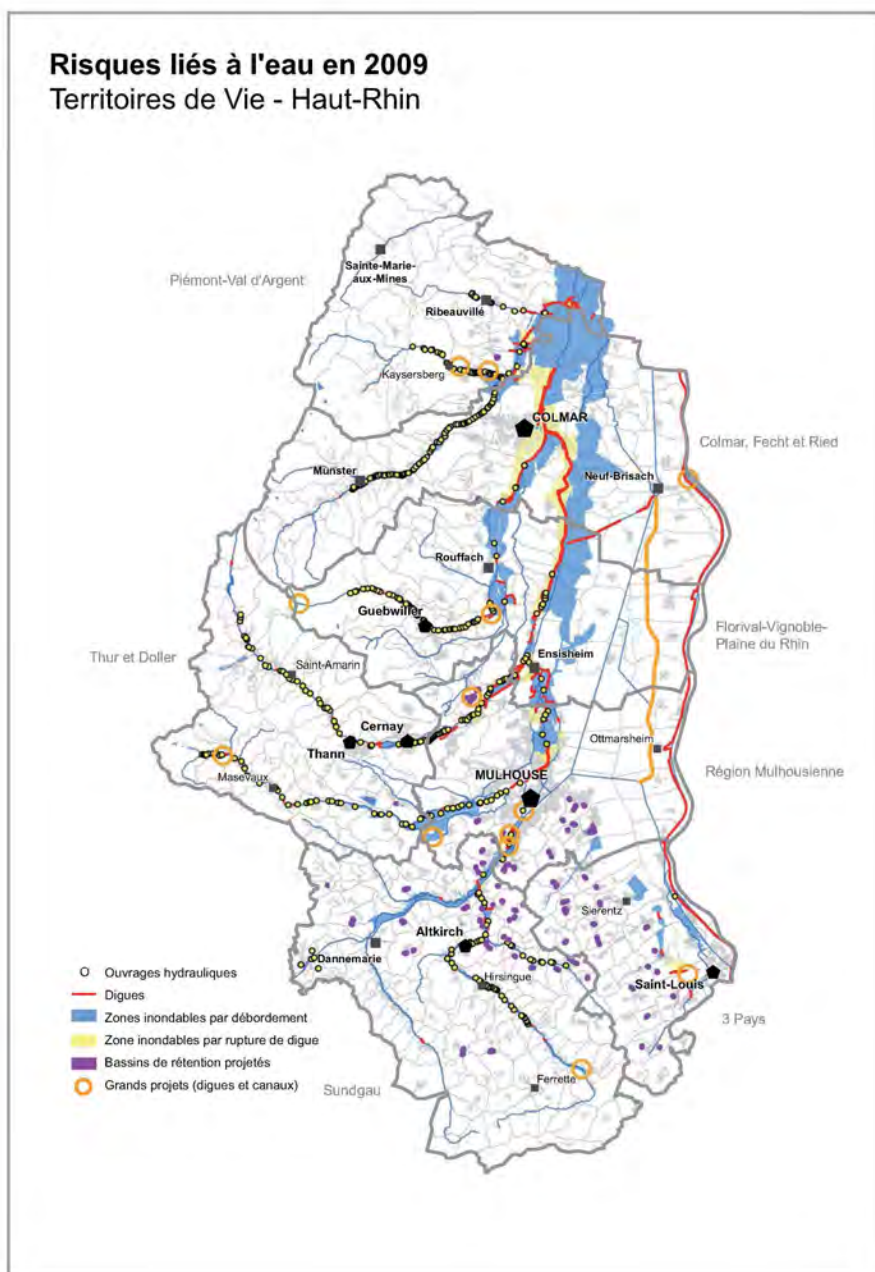 Risques liés à l'eau en 2009
Territoires de Vie - Haut-Rhin
Sainte-Marie-
aux-Mines
Piémont-Val d'Argent
Ribeauvillé
Kaysersberg
COLMAR
Colmar, Fecht et Ried
Munster
Neuf-Brisach
Rouffach
Guebwiller
Florival-Vignoble-
Plaine du Rhin
Thur et Doller
Ensisheim
Saint-Amarin
Cernay
Thann
Ottmarsheim
MULHOUSE
Région Mulhousienne
Masevaux
Sierentz
Altkirch
Dannemarie
Hirsingue
Saint-Louis
3 Pays
Ferrette
Sundgau
Ouvrages hydrauliques
Digues
Zones inondables par débordement
Zone inondables par rupture de digue
Bassins de rétention projetés
Grands projets (digues et canaux)